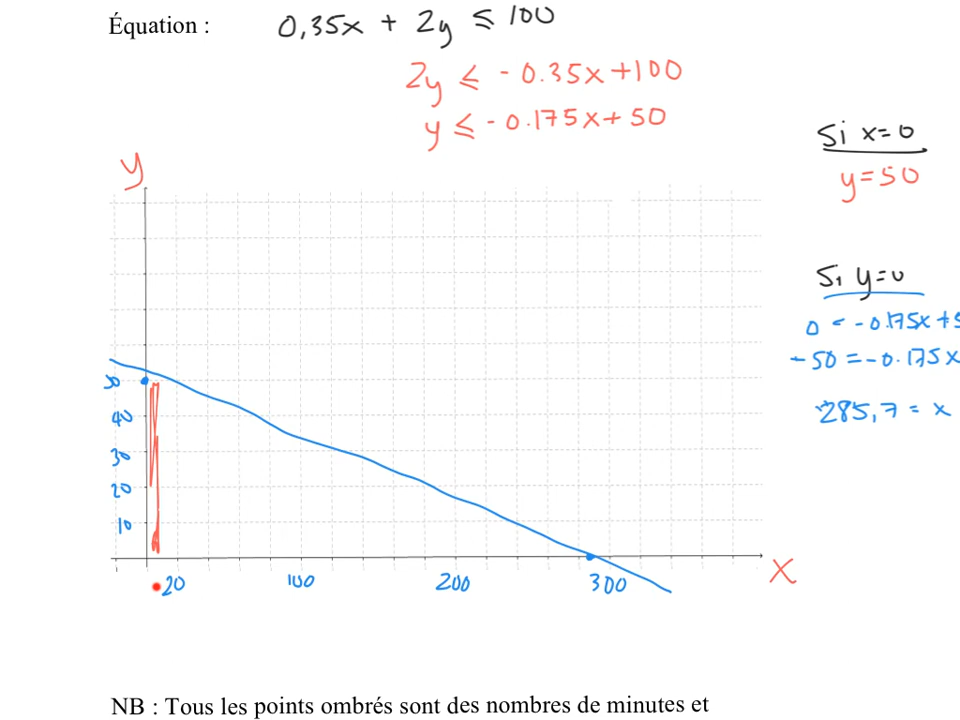 Équation : 0,35x + 2y ≤ 100
2y ≤ - 0.35x+100
y ≤ - 0.175x+ 50
Si x=0
y=50
Si y=0
0 = -0.175x+5
-50 = -0.175x
285,7 = x
y
50
40
30
20
10
20 100 200 300
x
NB : Tous les points ombrés sont des nombres de minutes et